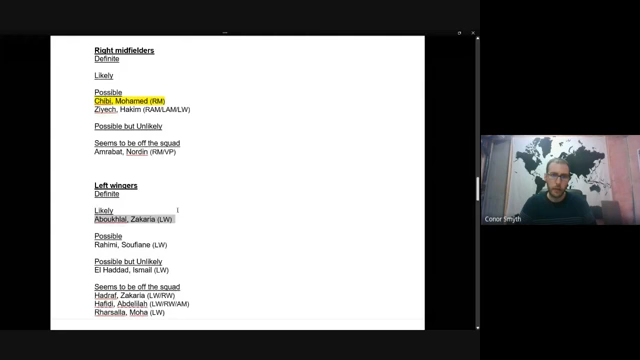 Right midfielders
Definite
Likely
Possible
Chibi, Mohamed (RM)
Ziyech, Hakim (RAM/LAM/LW)
Possible but Unlikely
Seems to be off the squad
Amrabat, Nordin (RM/VP)
Left wingers
Definite
Likely
Aboukhlal, Zakaria (LW)
Possible
Rahimi, Soufiane (LW)
Possible but Unlikely
El Haddad, Ismail (LW)
Seems to be off the squad
Hadraf, Zakaria (LW/RW)
Hafidi, Abdelilah (LW/RW/AM)
Rharsalla, Moha (LW)
Conor Smyth